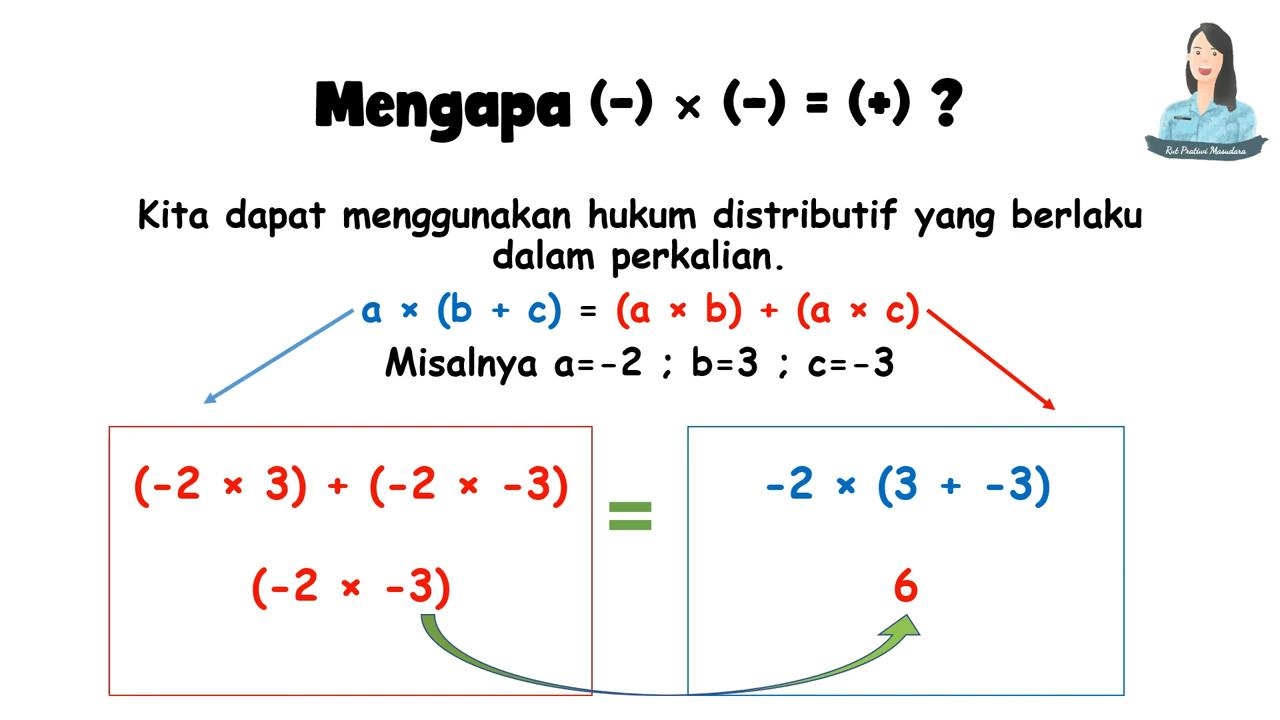 Mengapa (-) × (-) = (+) ?
Rut Pratiwi Masudara
Kita dapat menggunakan hukum distributif yang berlaku
dalam perkalian.
a × (b + c) = (a × b) + (a × c)
Misalnya a=-2 ; b=3 ; c=-3
(-2 × 3) + (-2 × -3)
=
-2 × (3 + -3)
(-2 × -3)
6